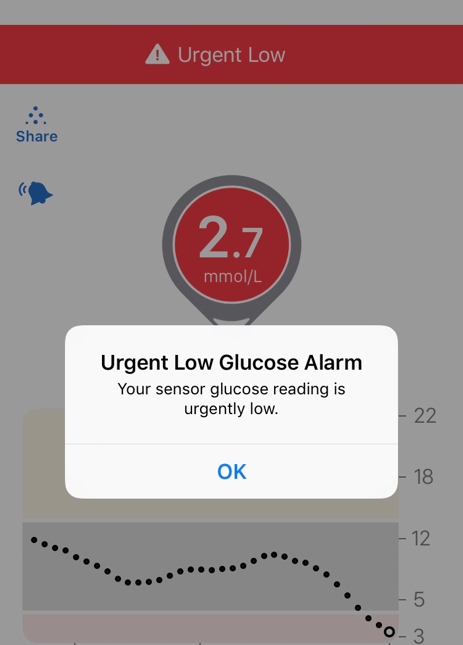 Urgent Low
Share
2.7
mmol/L
Urgent Low Glucose Alarm
Your sensor glucose reading is
urgently low.
OK
22
18
12
5
3